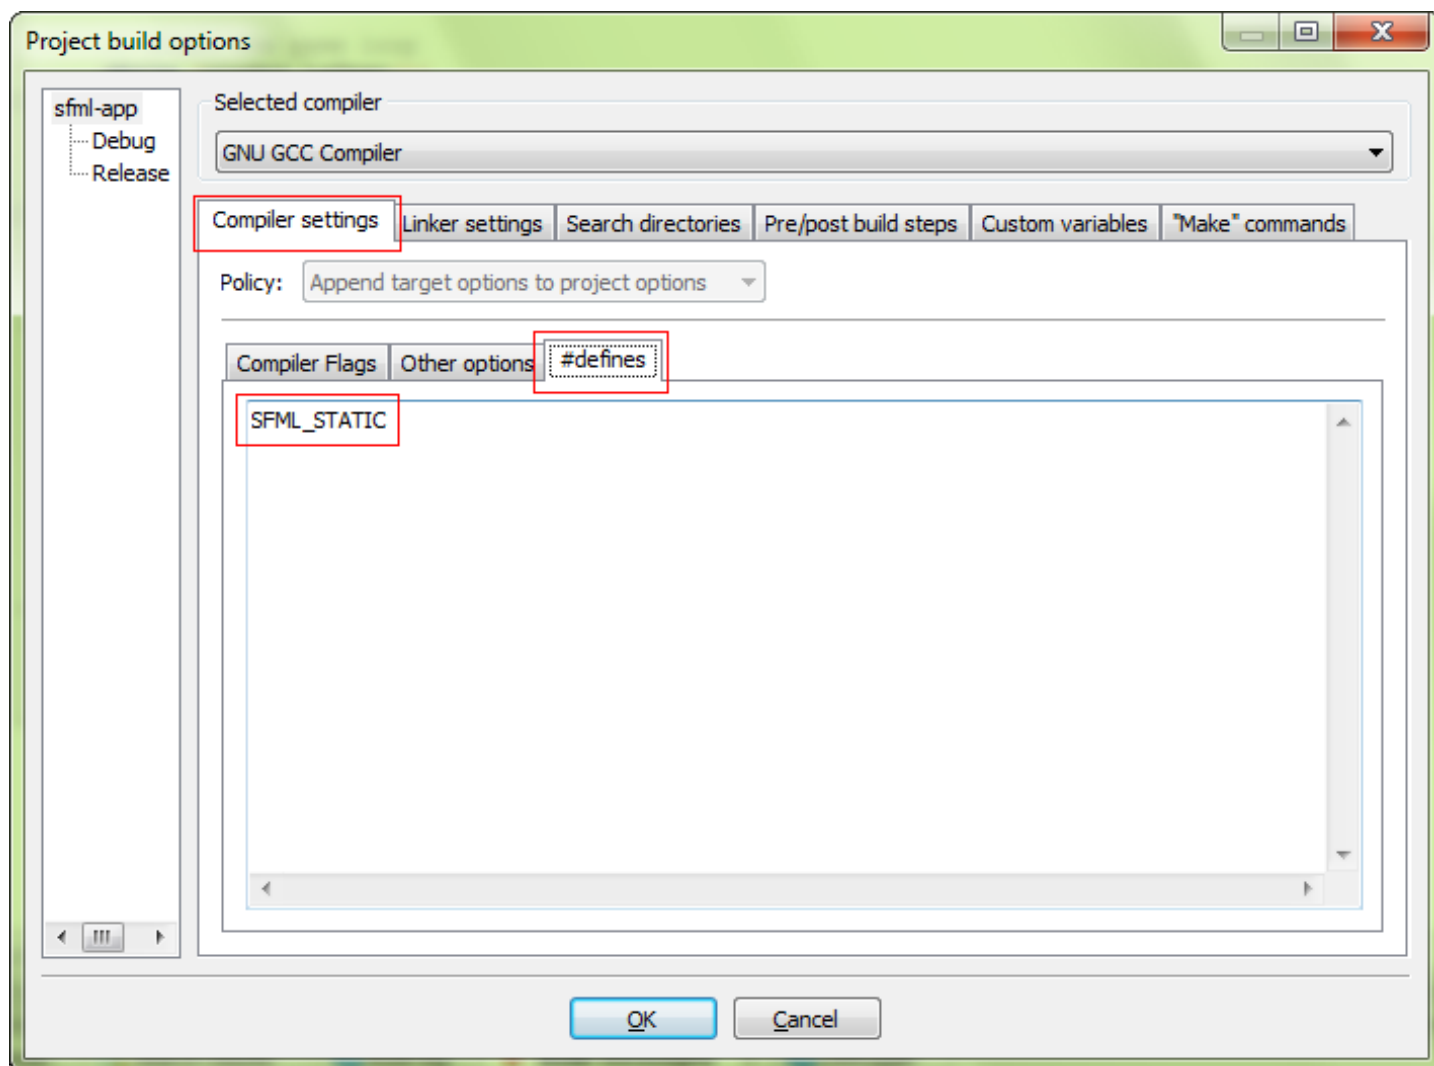 Project build options
sfml-app
Debug
Release
Selected compiler
GNU GCC Compiler
Compiler settings
Linker settings
Search directories
Pre/post build steps
Custom variables
"Make" commands
Policy:
Append target options to project options
Compiler Flags
Other options
#defines
SFML_STATIC
OK
Cancel